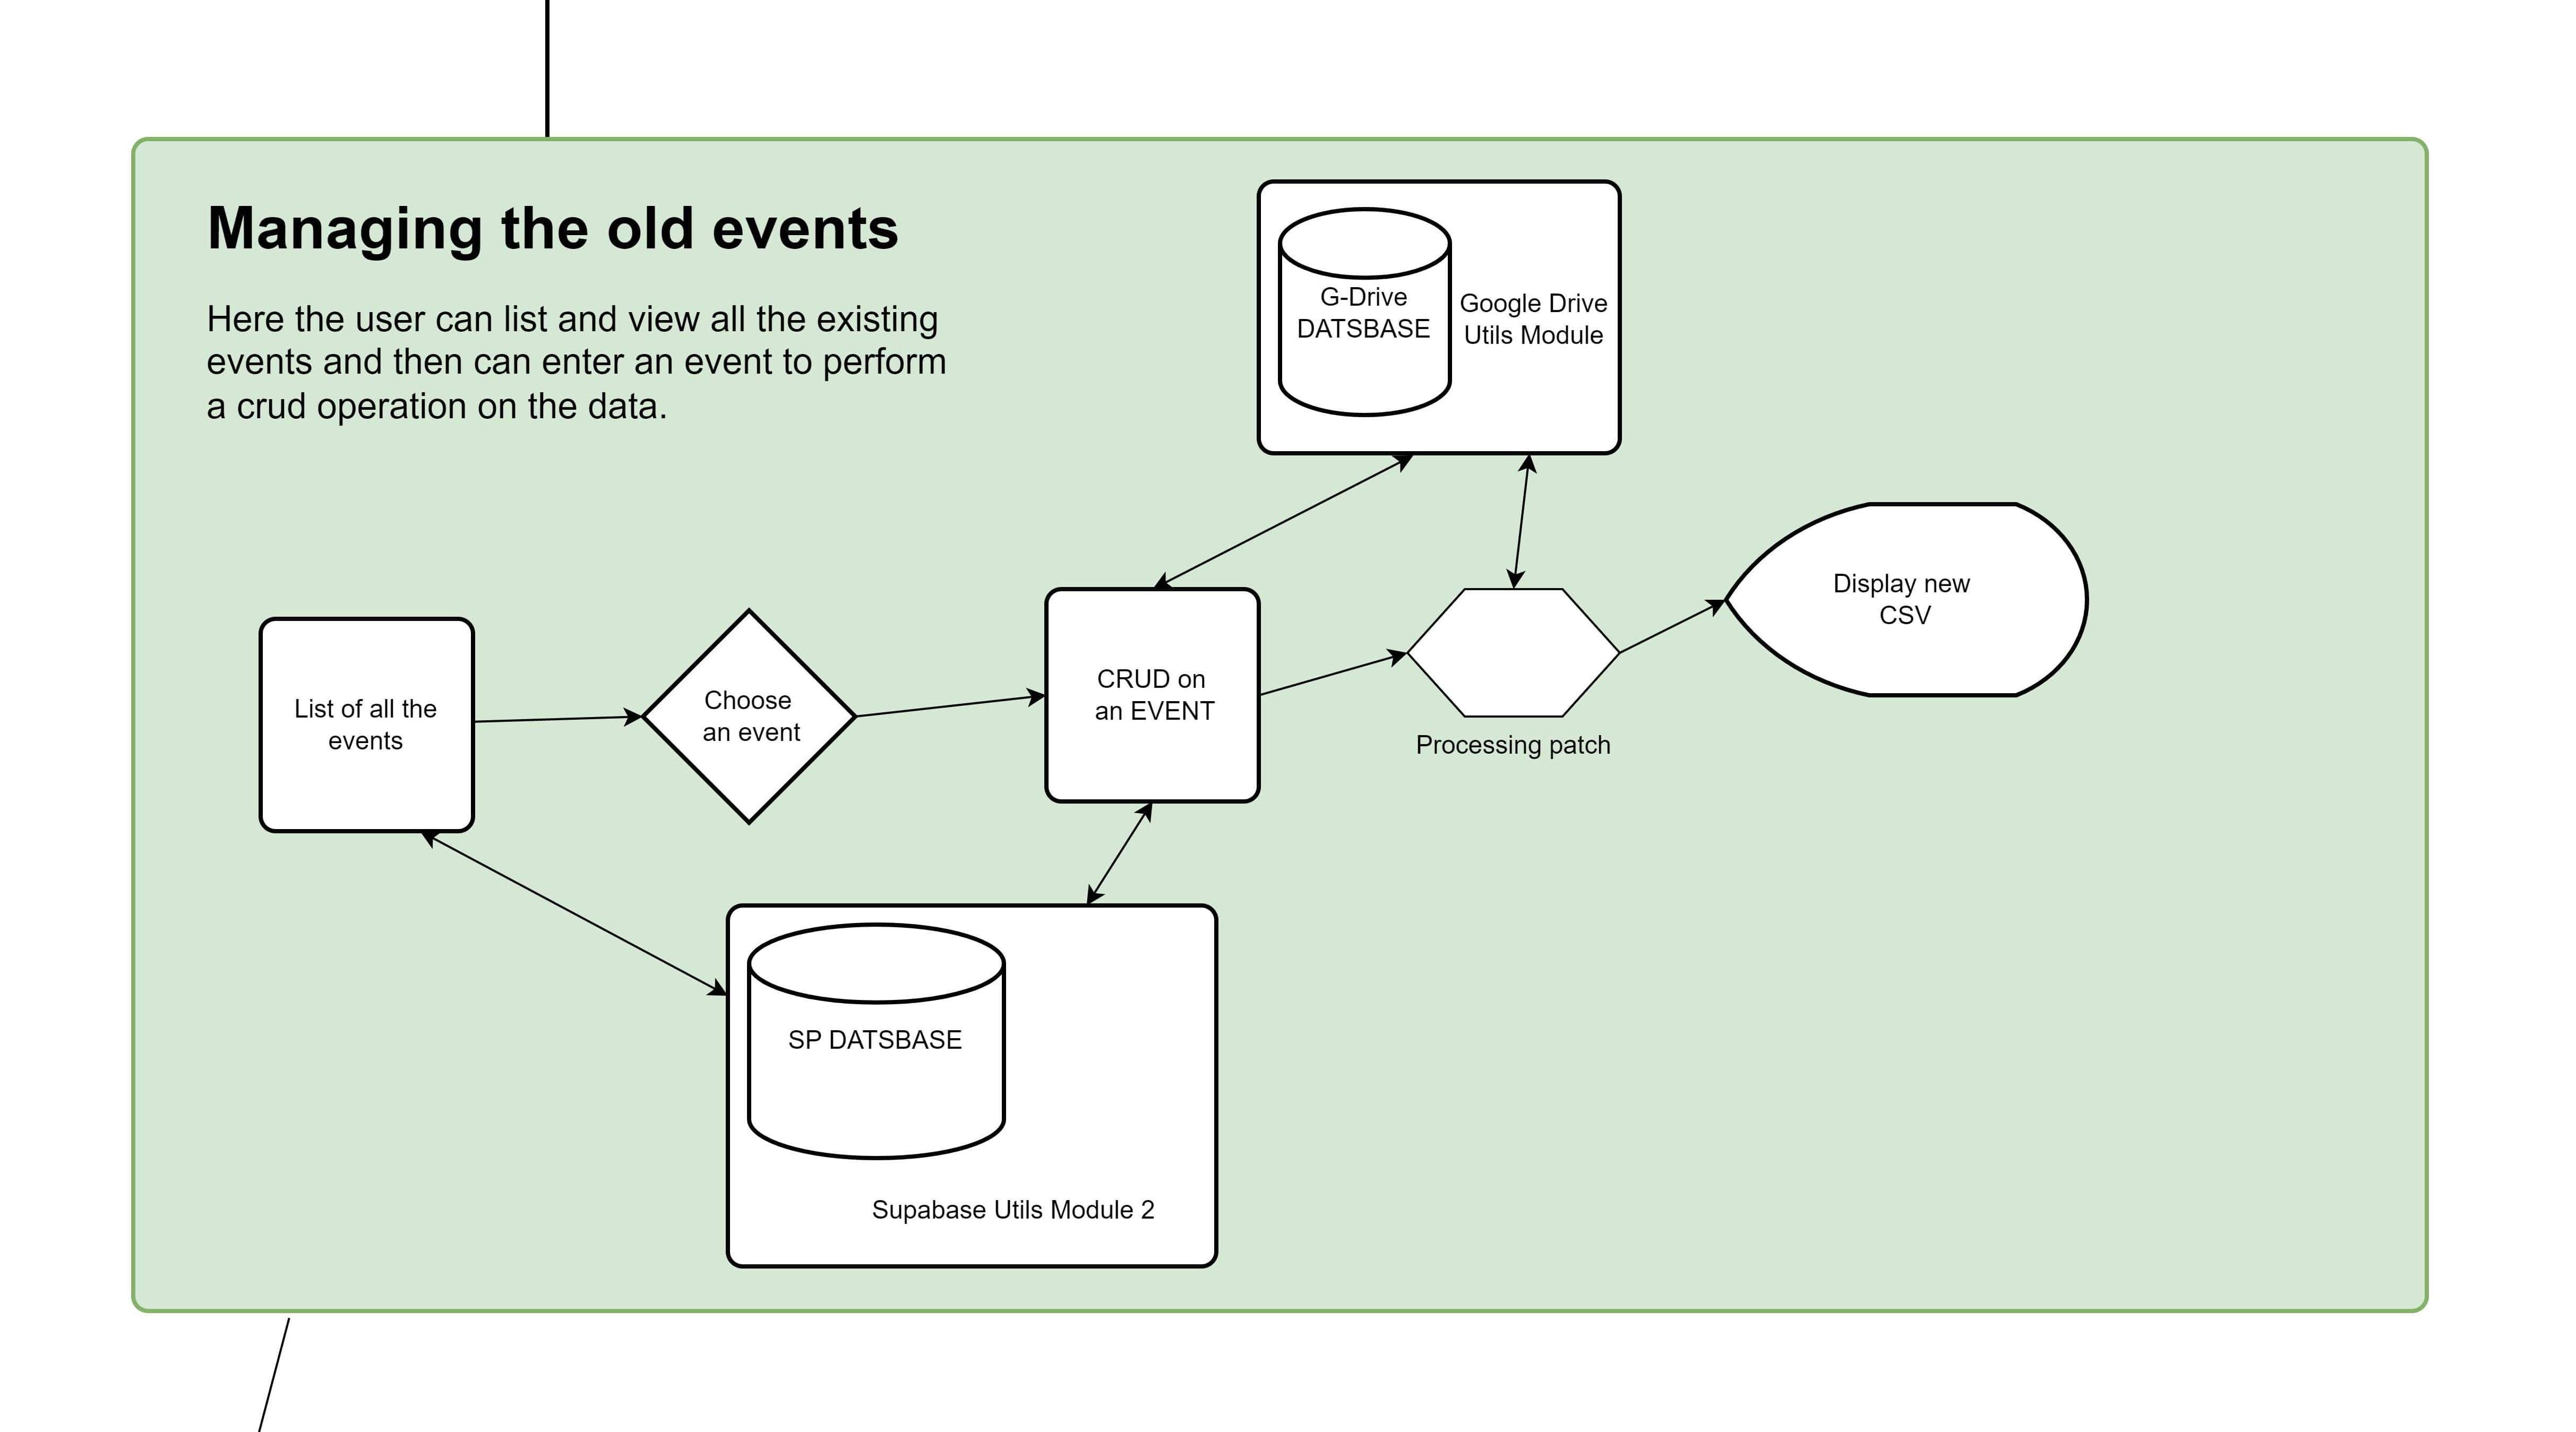 Managing the old events
Here the user can list and view all the existing
events and then can enter an event to perform
a crud operation on the data.
G-Drive
DATSBASE
Google Drive
Utils Module
List of all the
events
Choose
an event
CRUD on
an EVENT
Processing patch
Display new
CSV
SP DATSBASE
Supabase Utils Module 2